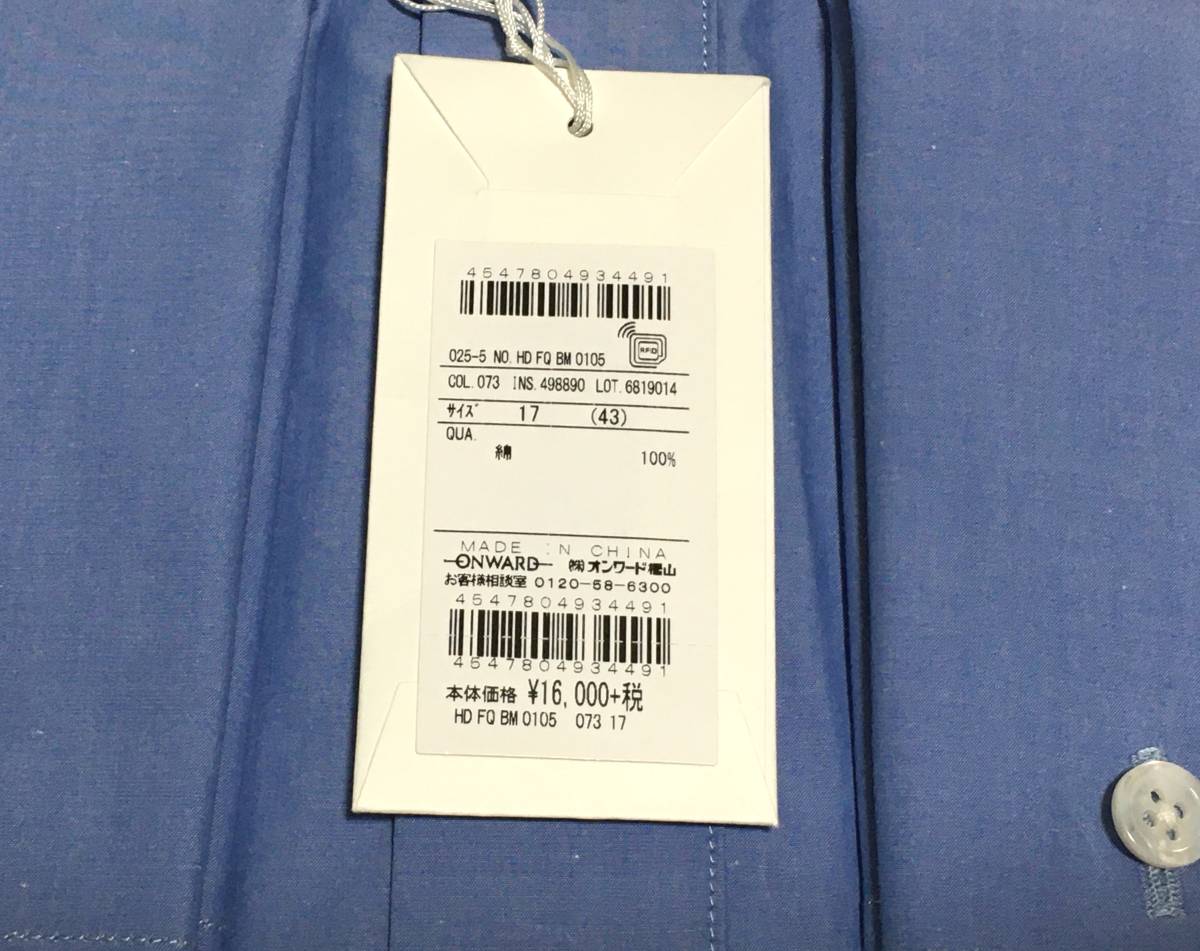 4547804934491
RFID
025-5 NO. HD FQ BM 0105
COL. 073 INS. 498890 LOT. 6819014
サイズ 17 (43)
QUA.
綿 100%
MADE IN CHINA
ONWARD ㈱オンワード樫山
お客様相談室 0120-58-6300
4547804934491
4547804934491
本体価格 ¥16,000+税
HD FQ BM 0105 073 17